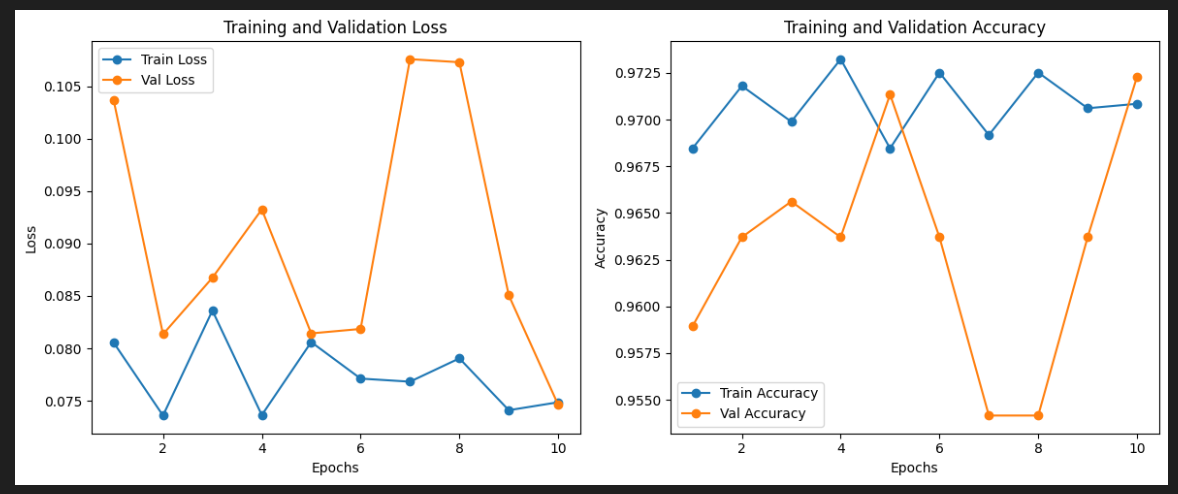 Training and Validation Loss
Train Loss
Val Loss
0.105
0.100
0.095
0.090
0.085
0.080
0.075
Loss
2
4
6
8
10
Epochs
Training and Validation Accuracy
0.9725
0.9700
0.9675
0.9650
0.9625
0.9600
0.9575
0.9550
Accuracy
Train Accuracy
Val Accuracy
2
4
6
8
10
Epochs